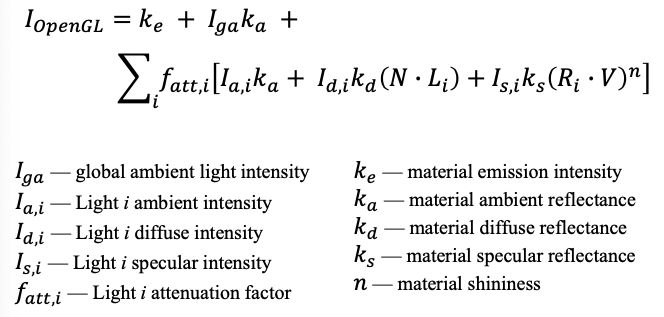 I_OpenGL = k_e + I_ga k_a +
∑_i f_att,i [I_a,i k_a + I_d,i k_d (N · L_i) + I_s,i k_s (R_i · V)^n]
I_ga — global ambient light intensity
I_a,i — Light i ambient intensity
I_d,i — Light i diffuse intensity
I_s,i — Light i specular intensity
f_att,i — Light i attenuation factor
k_e — material emission intensity
k_a — material ambient reflectance
k_d — material diffuse reflectance
k_s — material specular reflectance
n — material shininess